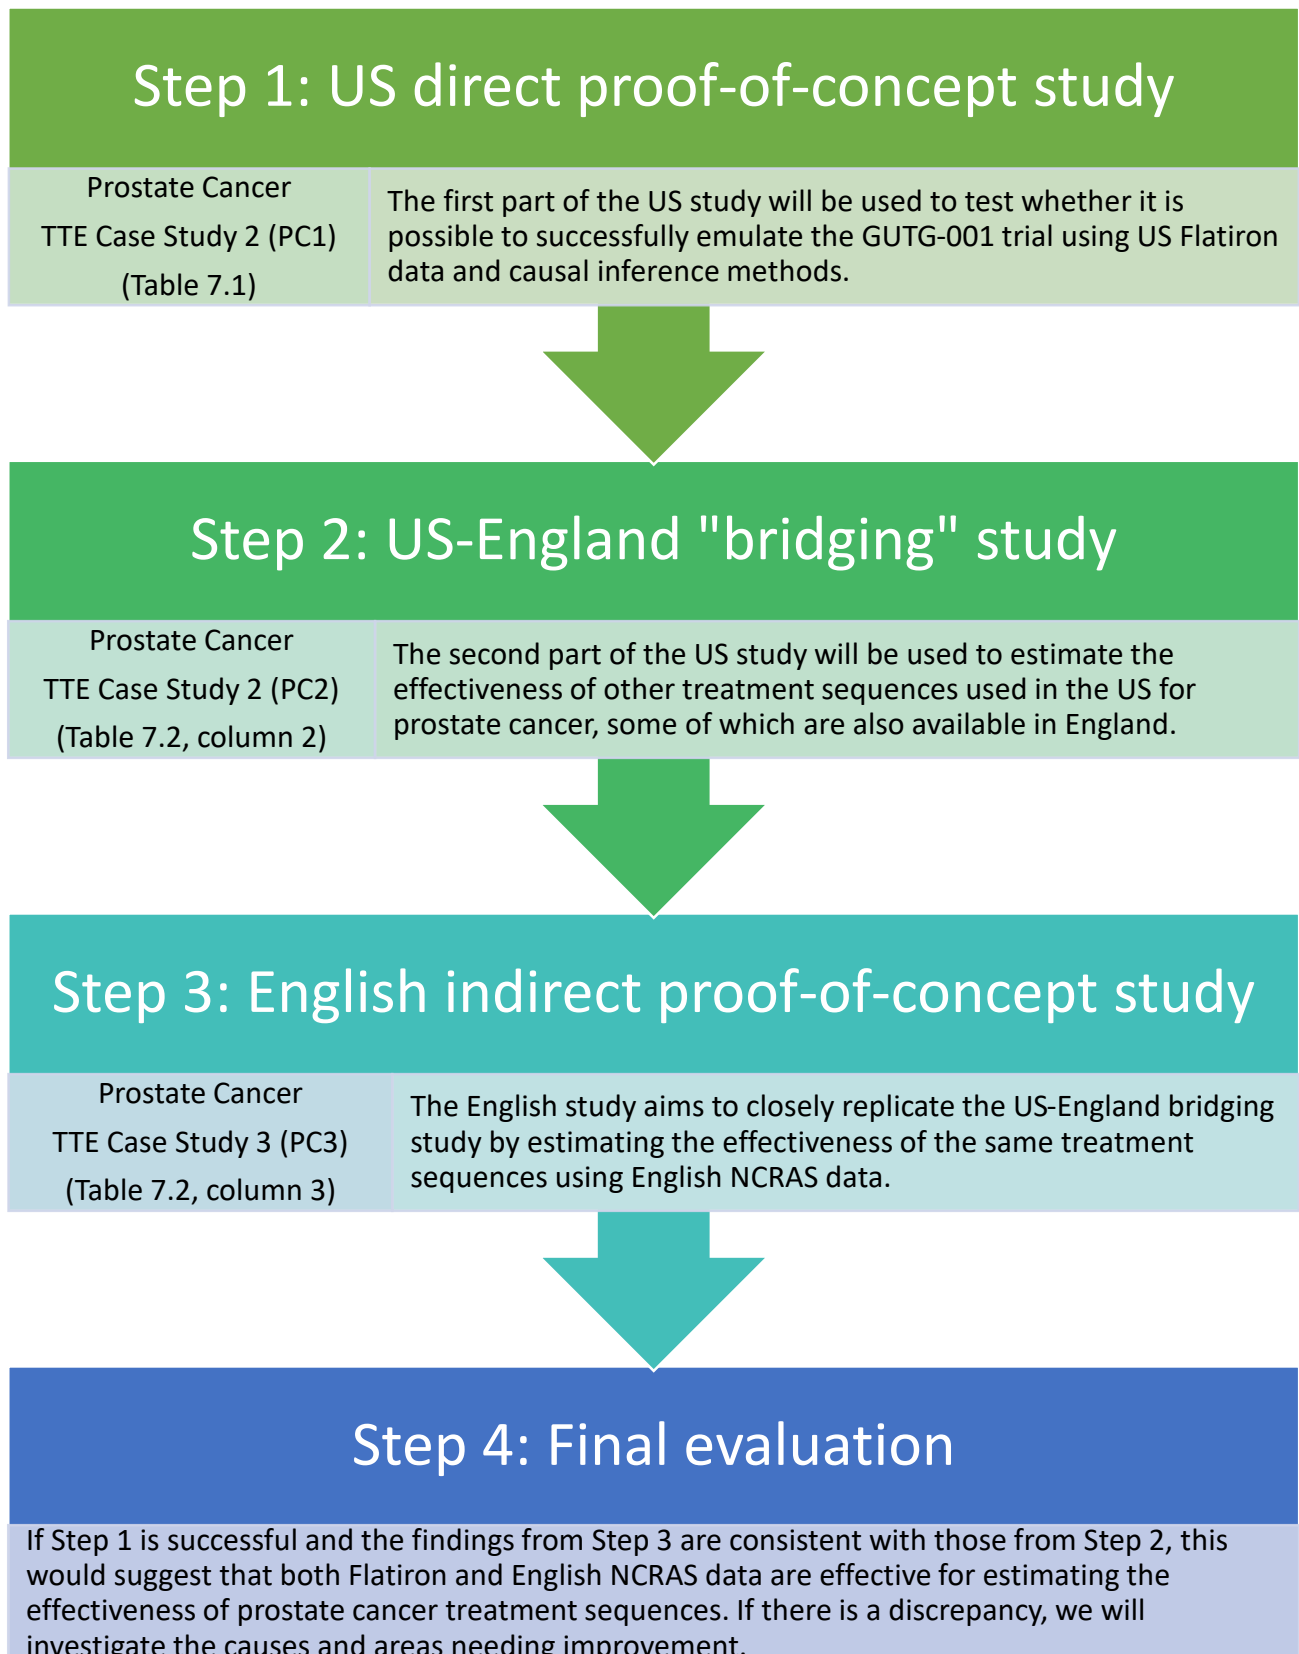 Step 1: US direct proof-of-concept study
Prostate Cancer
TTE Case Study 2 (PC1)
(Table 7.1)
The first part of the US study will be used to test whether it is
possible to successfully emulate the GUTG-001 trial using US Flatiron
data and causal inference methods.
Step 2: US-England "bridging" study
Prostate Cancer
TTE Case Study 2 (PC2)
(Table 7.2, column 2)
The second part of the US study will be used to estimate the
effectiveness of other treatment sequences used in the US for
prostate cancer, some of which are also available in England.
Step 3: English indirect proof-of-concept study
Prostate Cancer
TTE Case Study 3 (PC3)
(Table 7.2, column 3)
The English study aims to closely replicate the US-England bridging
study by estimating the effectiveness of the same treatment
sequences using English NCRAS data.
Step 4: Final evaluation
If Step 1 is successful and the findings from Step 3 are consistent with those from Step 2, this
would suggest that both Flatiron and English NCRAS data are effective for estimating the
effectiveness of prostate cancer treatment sequences. If there is a discrepancy, we will
investigate the causes and areas needing improvement.